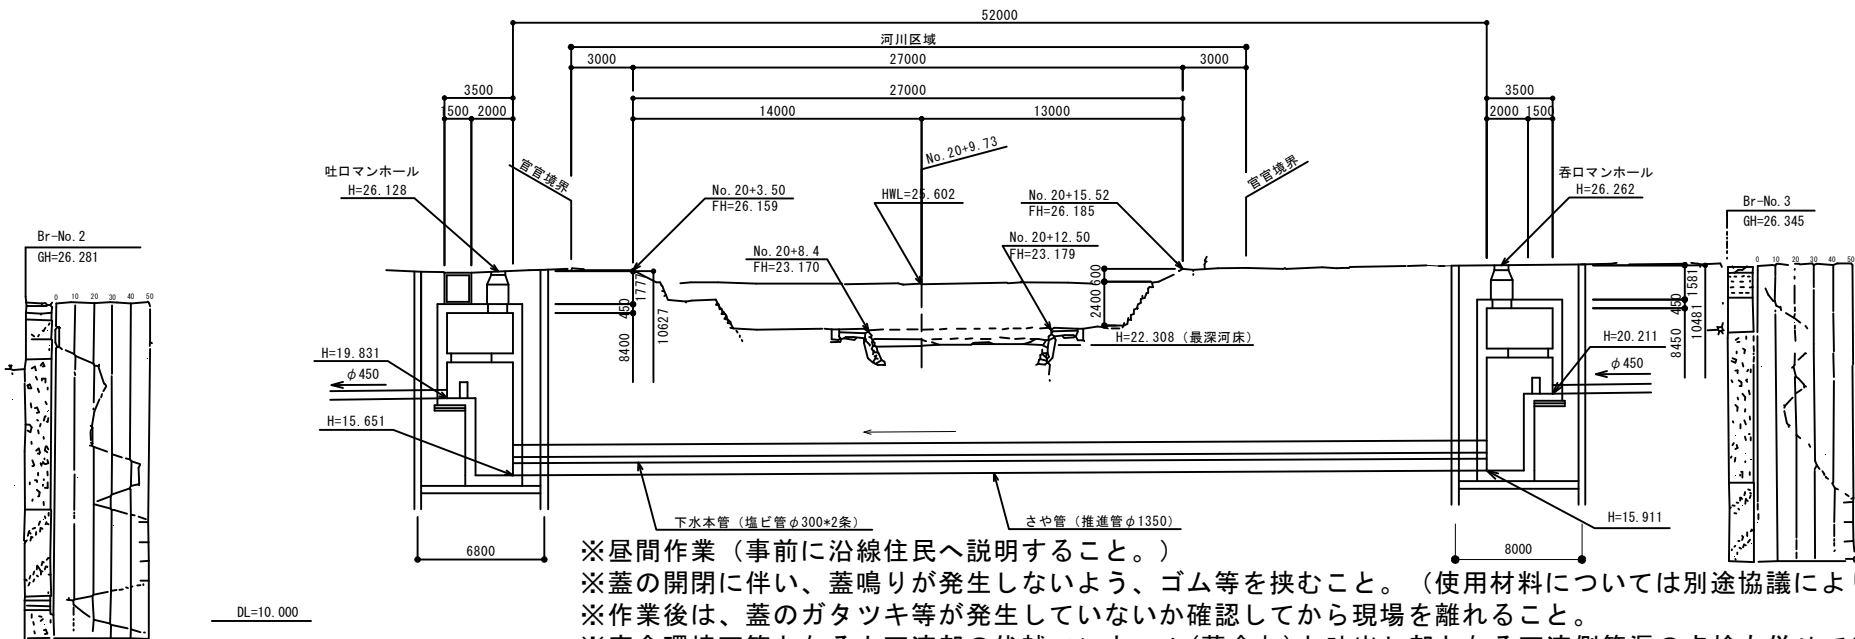 52000
河川区域
3000 27000 3000
3500 27000 3500
1500 2000 14000 13000 2000 1500
No.20+9.73
官官境界
官官境界
吐口マンホール
H=26.128
No.20+3.50
FH=26.159
HWL=25.602
No.20+15.52
FH=26.185
呑口マンホール
H=26.262
Br-No.2
GH=26.281
Br-No.3
GH=26.345
No.20+8.4
FH=23.170
No.20+12.50
FH=23.179
0 10 20 30 40 50
0 10 20 30 40 50
450
8400
10627
600
2400
1581
450
8450
10481
H=22.308（最深河床）
H=19.831
H=20.211
φ450
φ450
H=15.651
H=15.911
下水本管（塩ビ管φ300*2条）
さや管（推進管φ1350）
6800
8000
DL=10.000
※昼間作業（事前に沿線住民へ説明すること。）
※蓋の開閉に伴い、蓋鳴りが発生しないよう、ゴム等を挟むこと。（使用材料については別途協議によ
※作業後は、蓋のガタツキ等が発生していないか確認してから現場を離れること。